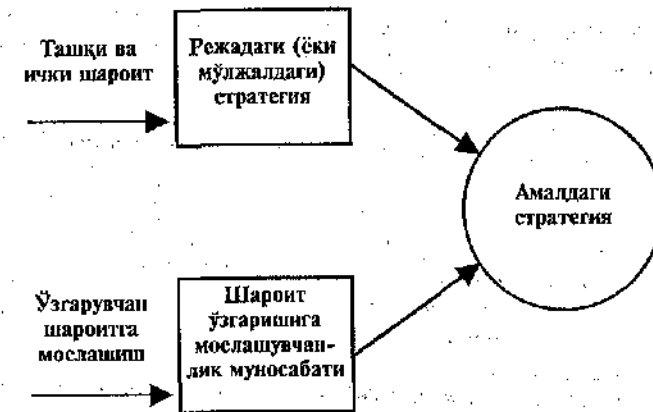 Ташқи ва
ички шароит
Режадаги (ёки
мўлжалдаги)
стратегия
Амалдаги
стратегия
Ўзгарувчан
шароитга
мослашиш
Шароит
ўзгаришига
мослашувчан-
лик муносабати